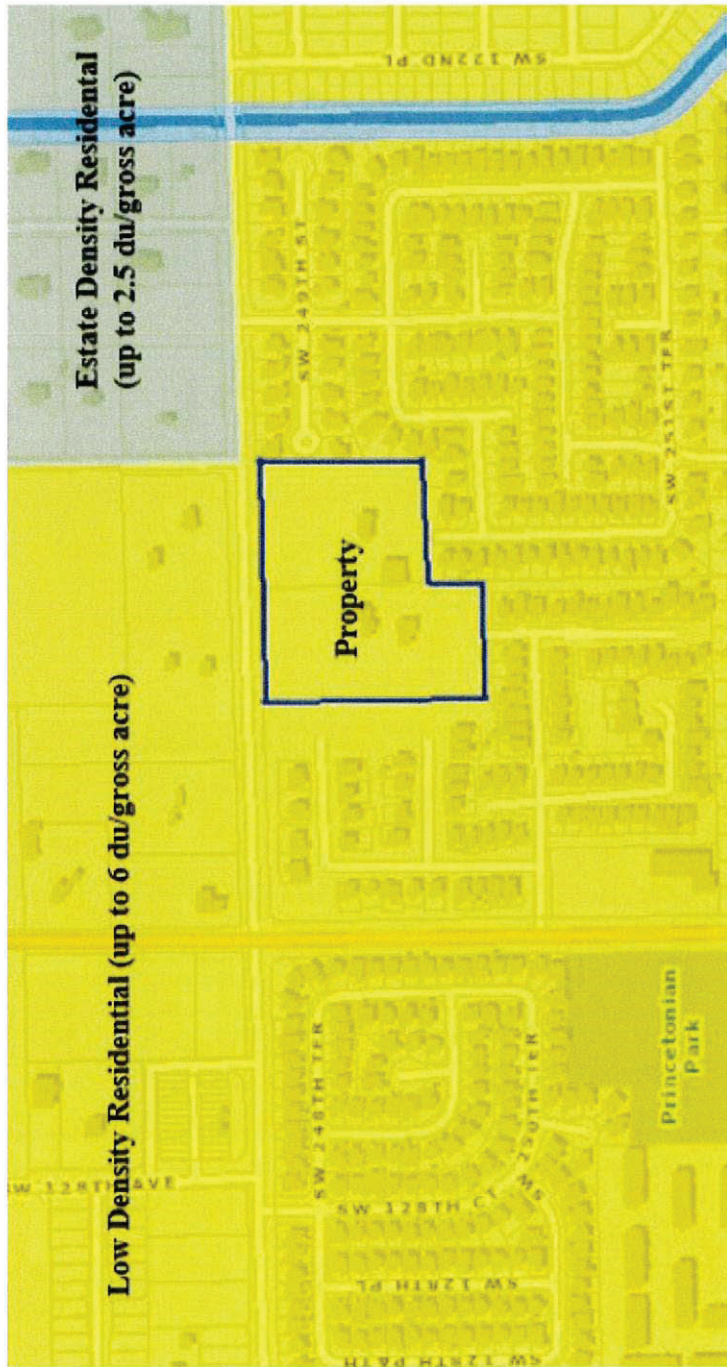 Estate Density Residental
(up to 2.5 du/gross acre)
Low Density Residential (up to 6 du/gross acre)
SW 128TH AVE
SW 122ND PL
SW 249TH ST
Property
SW 248TH TER
SW 128TH CT
SW 128TH PL
SW 128TH PATH
SW 250TH TER
SW 251ST TER
Princetonian
Park